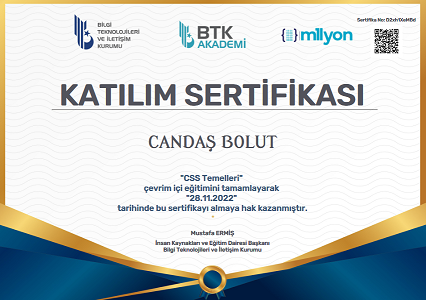 Sertifika No: D2xh1XeMBd
BİLGİ
TEKNOLOJİLERİ
VE İLETİŞİM
KURUMU
BTK
AKADEMİ
1milyon
KATILIM SERTİFİKASI
CANDAŞ BOLUT
"CSS Temelleri"
çevrim içi eğitimini tamamlayarak
"28.11.2022"
tarihinde bu sertifikayı almaya hak kazanmıştır.
Mustafa ERMİŞ
İnsan Kaynakları ve Eğitim Dairesi Başkanı
Bilgi Teknolojileri ve İletişim Kurumu